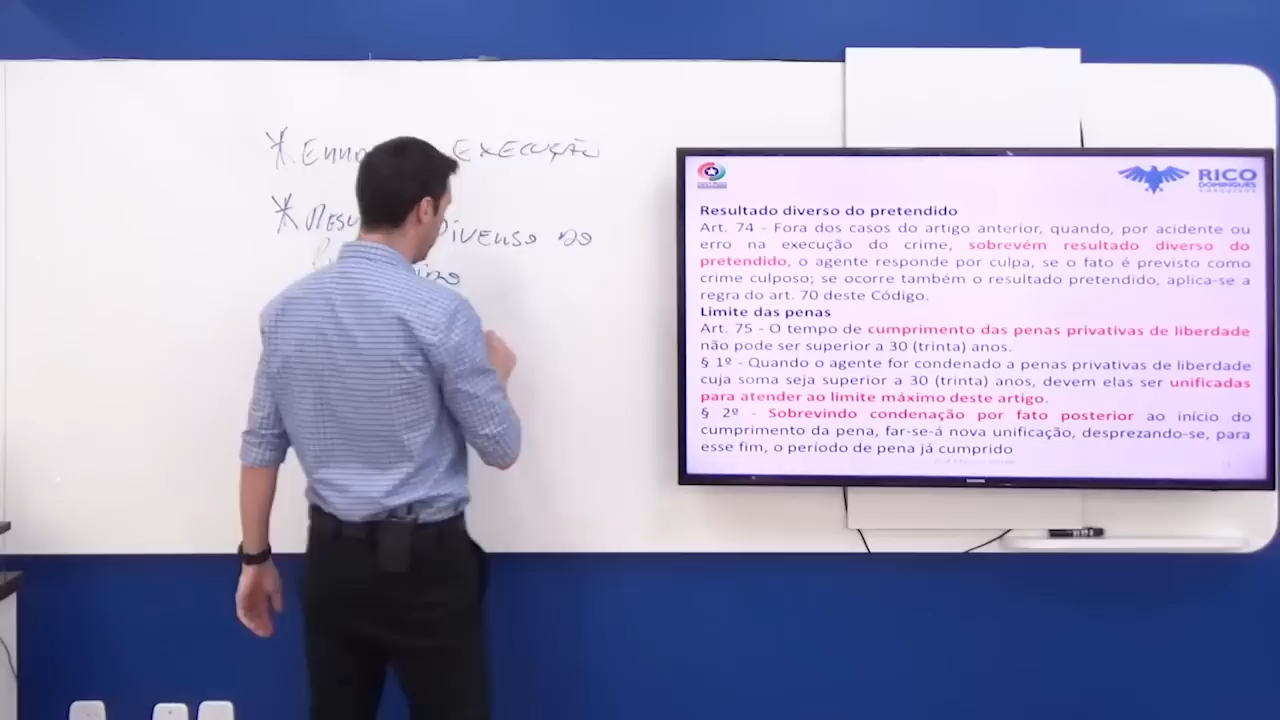 * Erro EXECUÇÃO
* Diverso do
RICO
DOMINGUES
Resultado diverso do pretendido
Art. 74 - Fora dos casos do artigo anterior, quando, por acidente ou
erro na execução do crime, sobrevém resultado diverso do
pretendido, o agente responde por culpa, se o fato é previsto como
crime culposo; se ocorre também o resultado pretendido, aplica-se a
regra do art. 70 deste Código.
Limite das penas
Art. 75 - O tempo de cumprimento das penas privativas de liberdade
não pode ser superior a 30 (trinta) anos.
§ 1º - Quando o agente for condenado a penas privativas de liberdade
cuja soma seja superior a 30 (trinta) anos, devem elas ser unificadas
para atender ao limite máximo deste artigo.
§ 2º - Sobrevindo condenação por fato posterior ao início do
cumprimento da pena, far-se-á nova unificação, desprezando-se, para
esse fim, o período de pena já cumprido